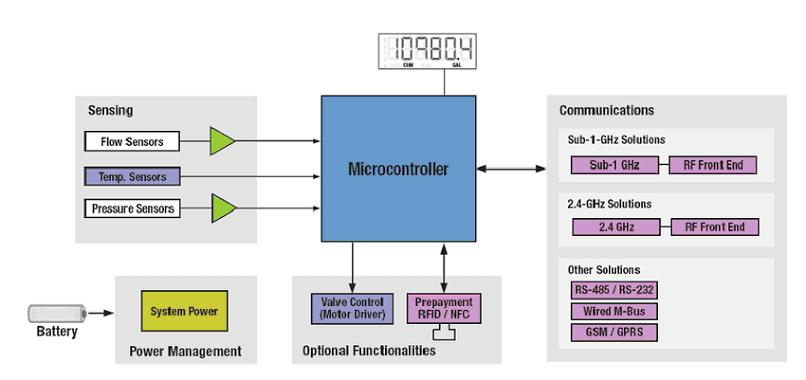 10980.4
CUM GAL
Sensing
Flow Sensors
Temp. Sensors
Pressure Sensors
Microcontroller
Communications
Sub-1-GHz Solutions
Sub-1 GHz RF Front End
2.4-GHz Solutions
2.4 GHz RF Front End
Other Solutions
RS-485 / RS-232
Wired M-Bus
GSM / GPRS
Battery
System Power
Power Management
Valve Control
(Motor Driver)
Prepayment
RFID / NFC
Optional Functionalities